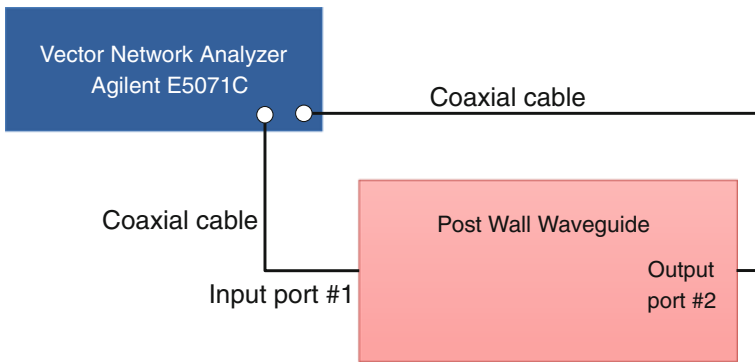 Vector Network Analyzer
Agilent E5071C
Coaxial cable
Coaxial cable
Post Wall Waveguide
Input port #1
Output
port #2